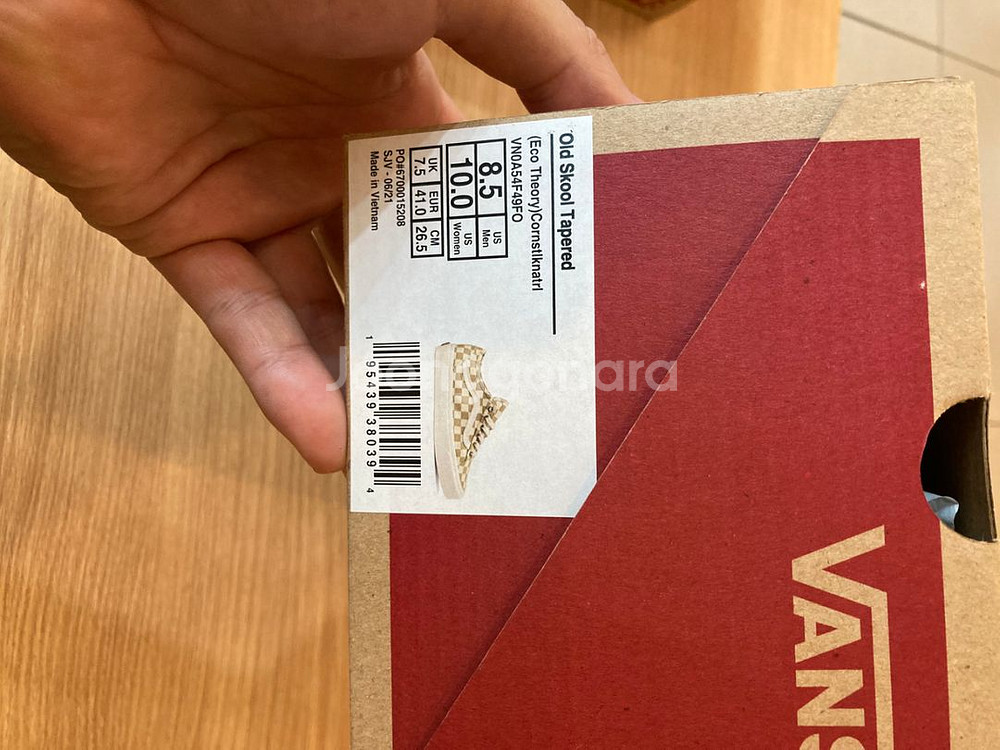 Old Skool Tapered
(Eco Theory)Cornstlknatrl
VN0A54F49FO
8.5 US Men
10.0 US Women
UK EUR CM
7.5 41.0 26.5
PO#6700015208
SJV - 06/21
Made in Vietnam
1 95439 38039 4
VANS
Joongonara